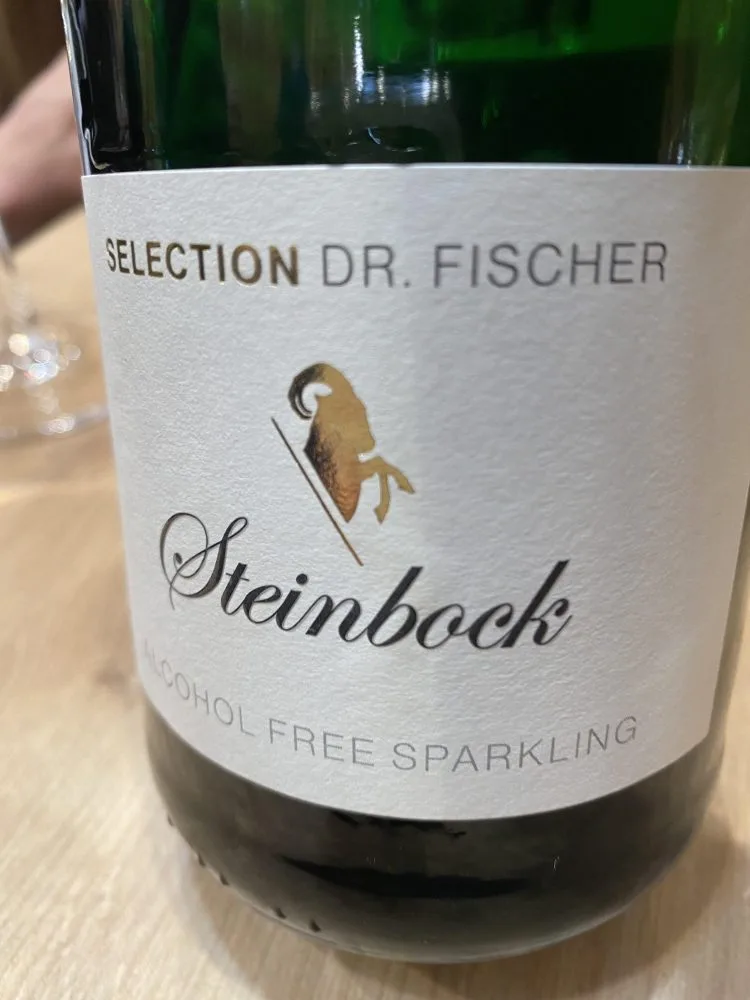 SELECTION DR. FISCHER
Steinbock
ALCOHOL FREE SPARKLING